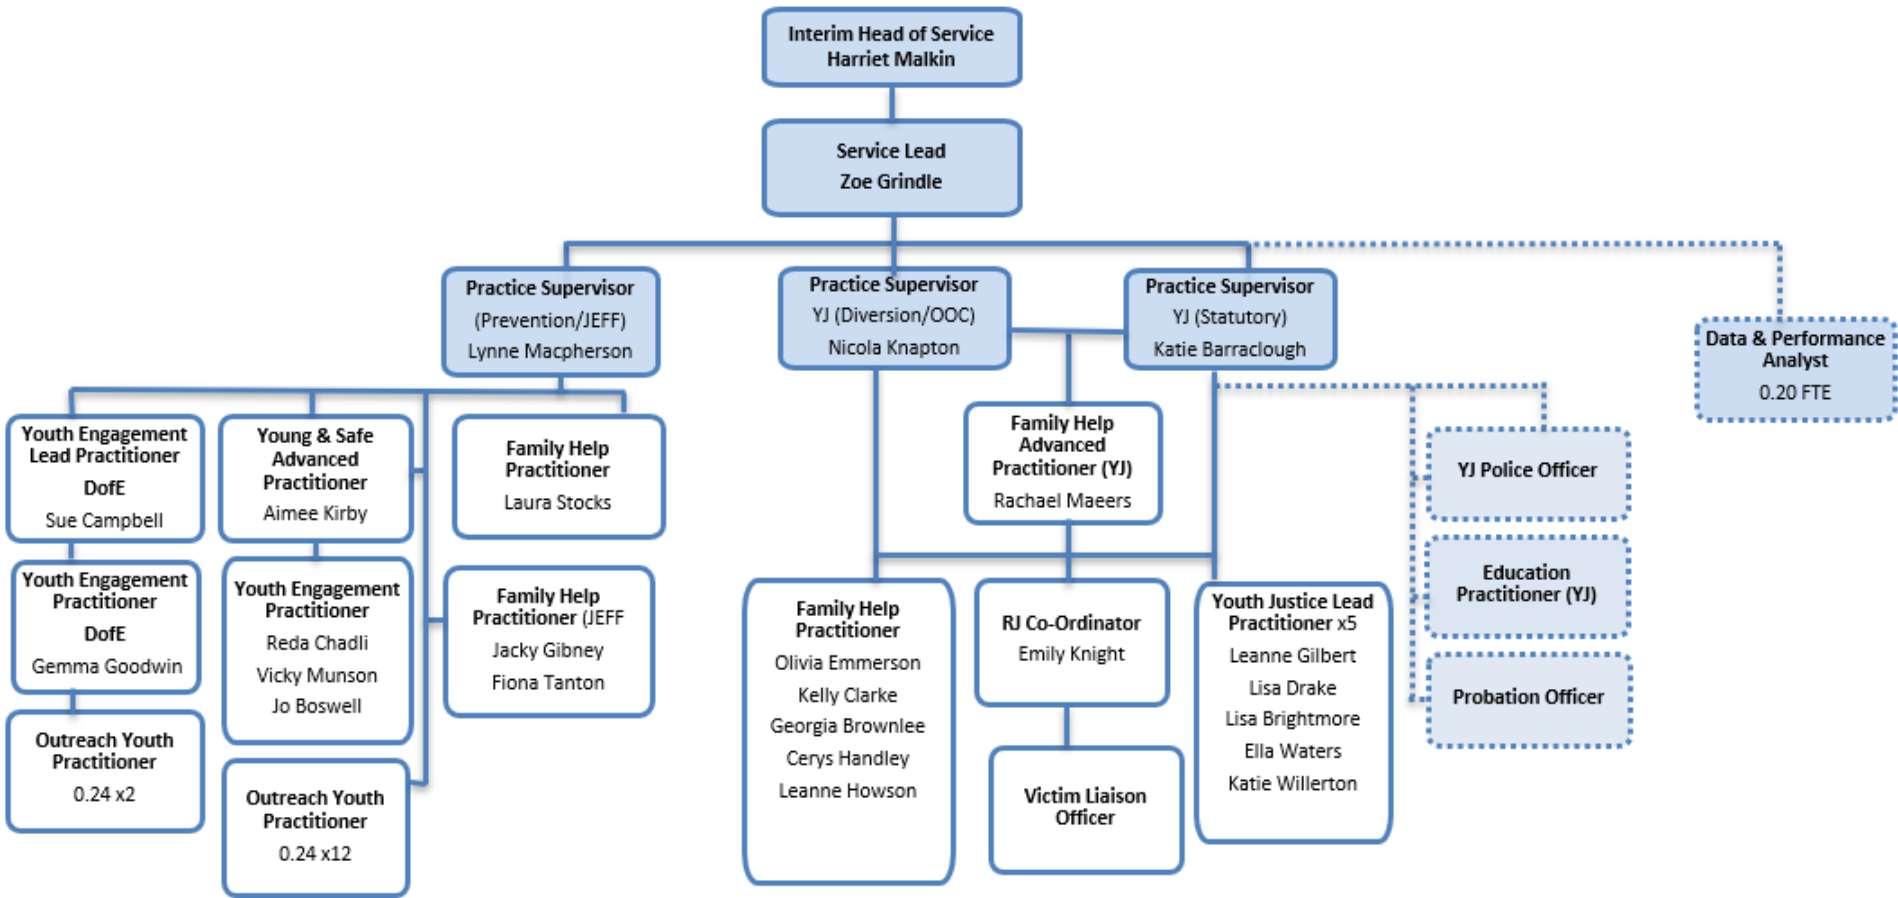 Interim Head of Service
Harriet Malkin
Service Lead
Zoe Grindle
Practice Supervisor
(Prevention/JEFF)
Lynne Macpherson
Practice Supervisor
YJ (Diversion/OOC)
Nicola Knapton
Practice Supervisor
YJ (Statutory)
Katie Barraclough
Data & Performance
Analyst
0.20 FTE
Youth Engagement
Lead Practitioner
DofE
Sue Campbell
Young & Safe
Advanced
Practitioner
Aimee Kirby
Family Help
Practitioner
Laura Stocks
Family Help
Advanced
Practitioner (YJ)
Rachael Maeers
YJ Police Officer
Youth Engagement
Practitioner
DofE
Gemma Goodwin
Youth Engagement
Practitioner
Reda Chadli
Vicky Munson
Jo Boswell
Family Help
Practitioner (JEFF
Jacky Gibney
Fiona Tanton
Family Help
Practitioner
Olivia Emmerson
Kelly Clarke
Georgia Brownlee
Cerys Handley
Leanne Howson
RJ Co-Ordinator
Emily Knight
Youth Justice Lead
Practitioner x5
Leanne Gilbert
Lisa Drake
Lisa Brightmore
Ella Waters
Katie Willerton
Education
Practitioner (YJ)
Probation Officer
Outreach Youth
Practitioner
0.24 x2
Outreach Youth
Practitioner
0.24 x12
Victim Liaison
Officer